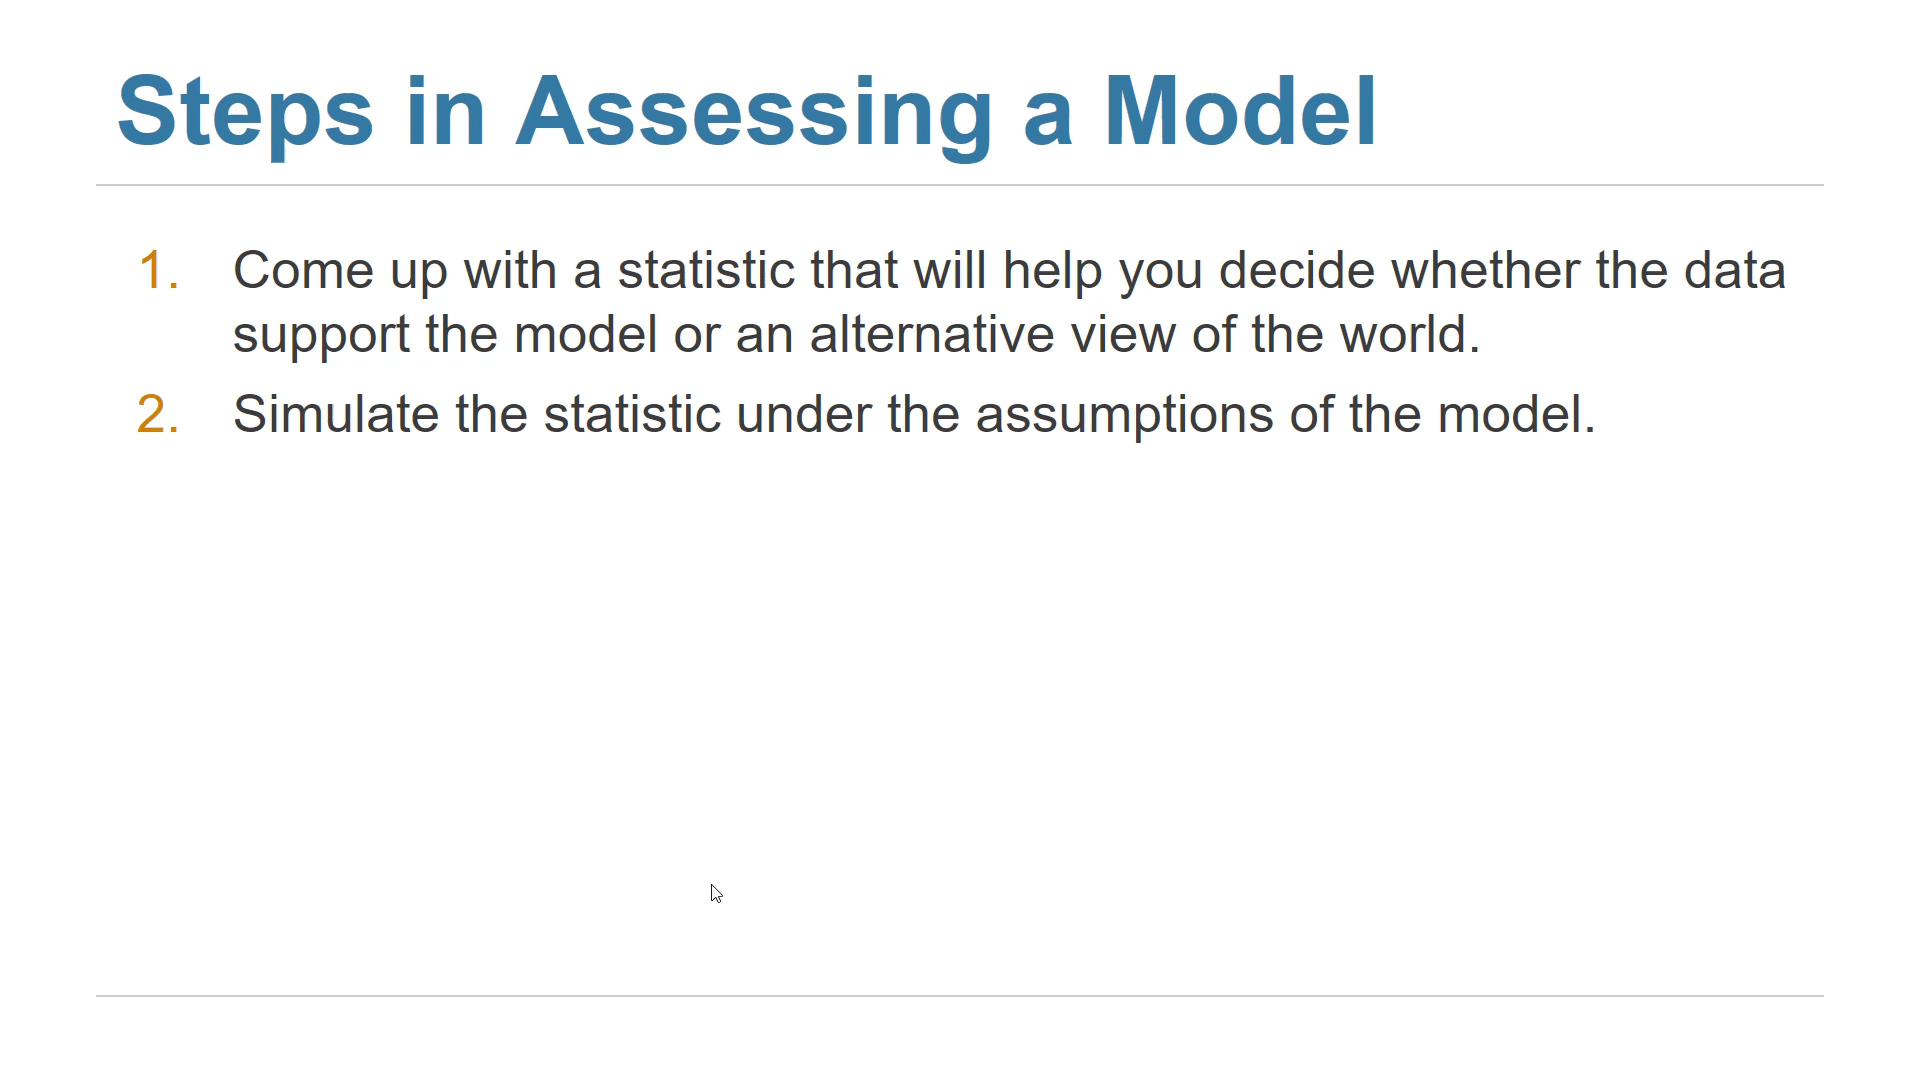 Steps in Assessing a Model
1. Come up with a statistic that will help you decide whether the data
support the model or an alternative view of the world.
2. Simulate the statistic under the assumptions of the model.